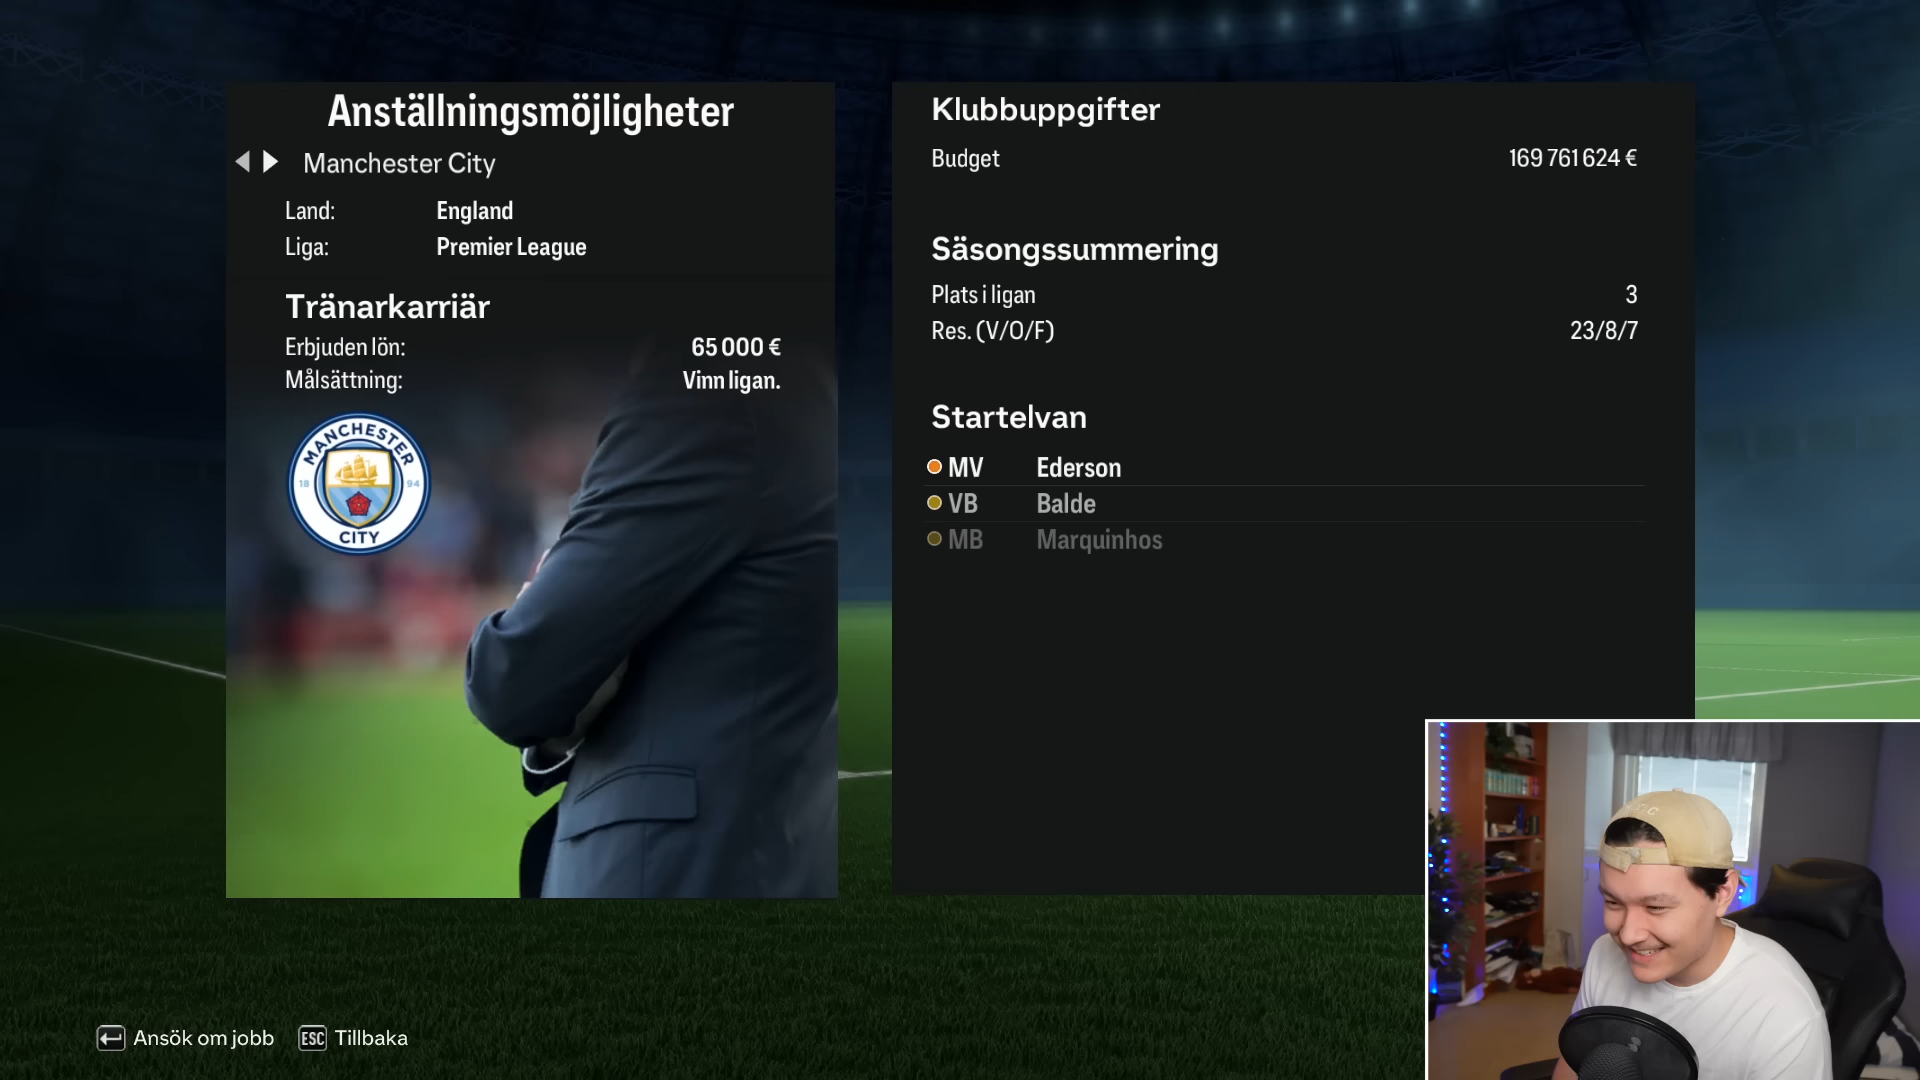 Anställningsmöjligheter
Manchester City
Land: England
Liga: Premier League
Tränarkarriär
Erbjuden lön: 65 000 €
Målsättning: Vinn ligan.
MANCHESTER
18 94
CITY
Klubbuppgifter
Budget 169 761 624 €
Säsongssummering
Plats i ligan 3
Res. (V/O/F) 23/8/7
Startelvan
MV Ederson
VB Balde
MB Marquinhos
Ansök om jobb ESC Tillbaka